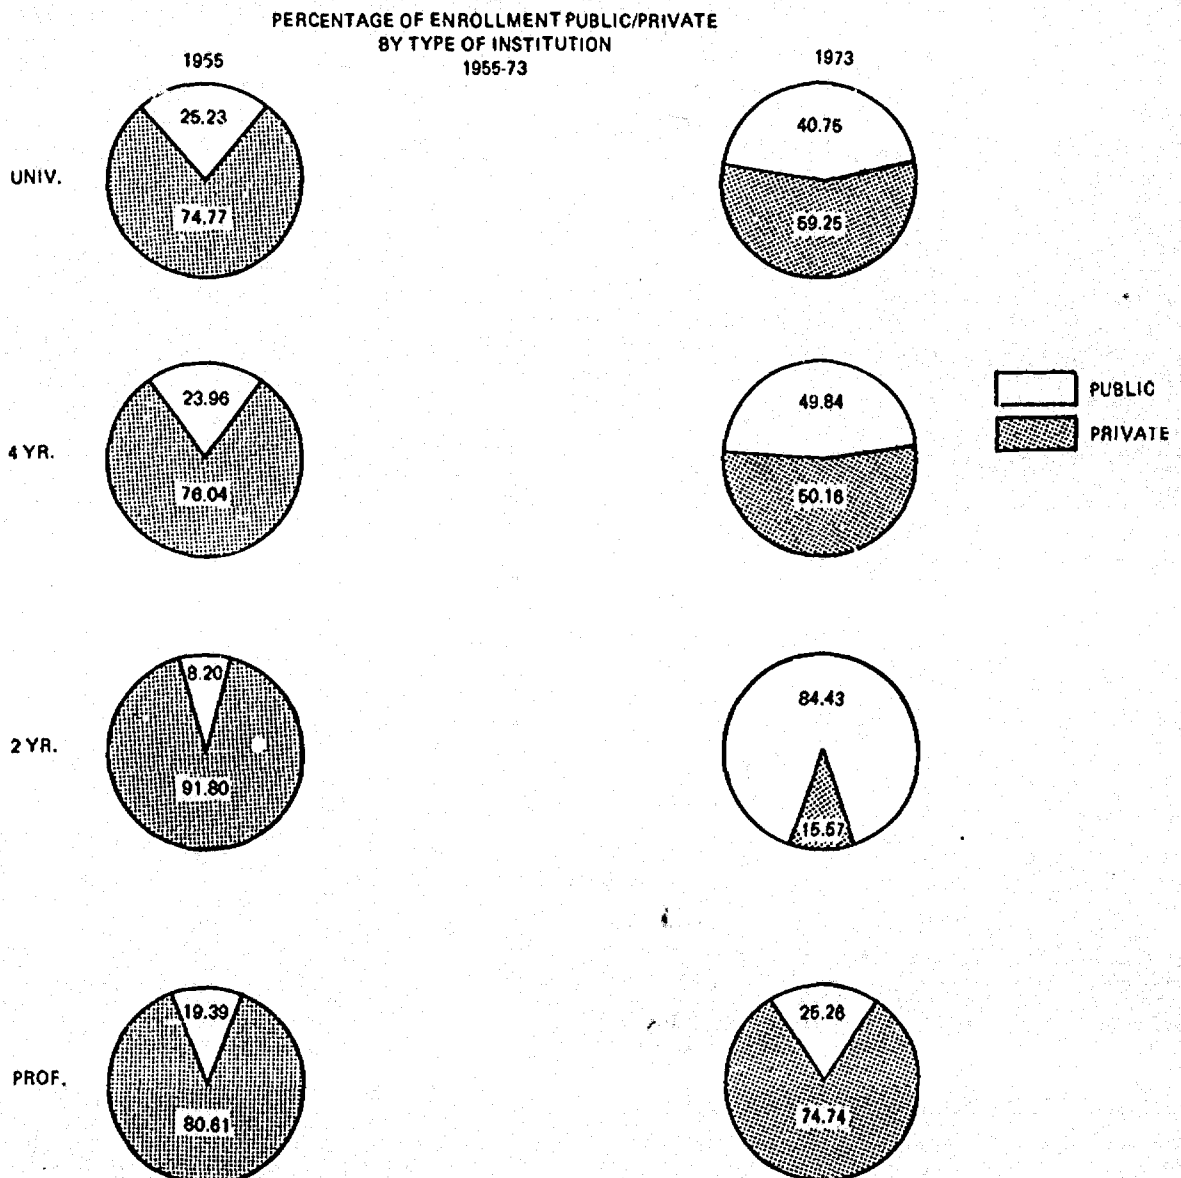 PERCENTAGE OF ENROLLMENT PUBLIC/PRIVATE
BY TYPE OF INSTITUTION
1955-73
1955
1973
UNIV.
25.23
74.77
40.75
59.25
4 YR.
23.96
76.04
49.84
50.16
PUBLIC
PRIVATE
2 YR.
8.20
91.80
84.43
15.57
PROF.
19.39
80.61
25.26
74.74